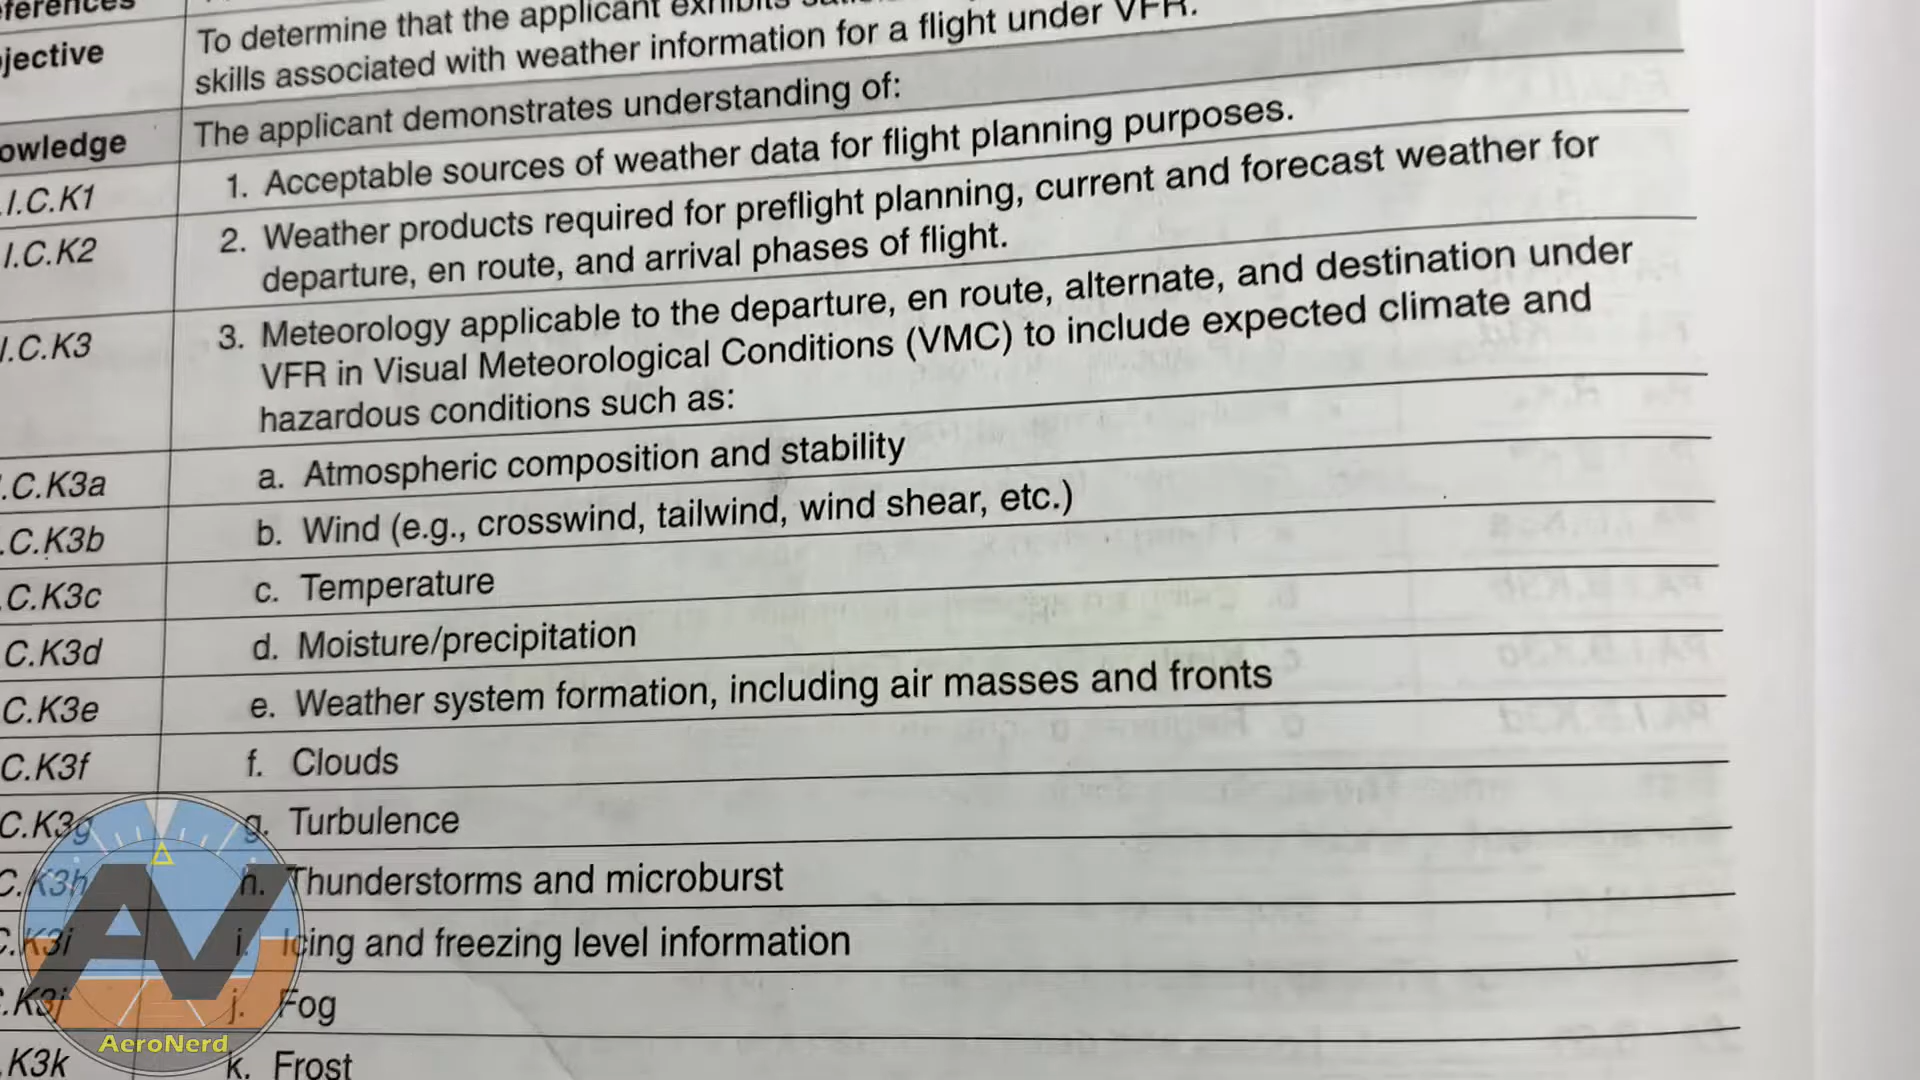 jective
To determine that the applicant exhibits
skills associated with weather information for a flight under VFR.
owledge
The applicant demonstrates understanding of:
.I.C.K1
1. Acceptable sources of weather data for flight planning purposes.
I.C.K2
2. Weather products required for preflight planning, current and forecast weather for
departure, en route, and arrival phases of flight.
I.C.K3
3. Meteorology applicable to the departure, en route, alternate, and destination under
VFR in Visual Meteorological Conditions (VMC) to include expected climate and
hazardous conditions such as:
.C.K3a
a. Atmospheric composition and stability
.C.K3b
b. Wind (e.g., crosswind, tailwind, wind shear, etc.)
.C.K3c
c. Temperature
C.K3d
d. Moisture/precipitation
C.K3e
e. Weather system formation, including air masses and fronts
C.K3f
f. Clouds
C.K3g
g. Turbulence
C.K3h
h. Thunderstorms and microburst
C.K3i
i. Icing and freezing level information
.K3j
j. Fog
.K3k
k. Frost
AV
AeroNerd